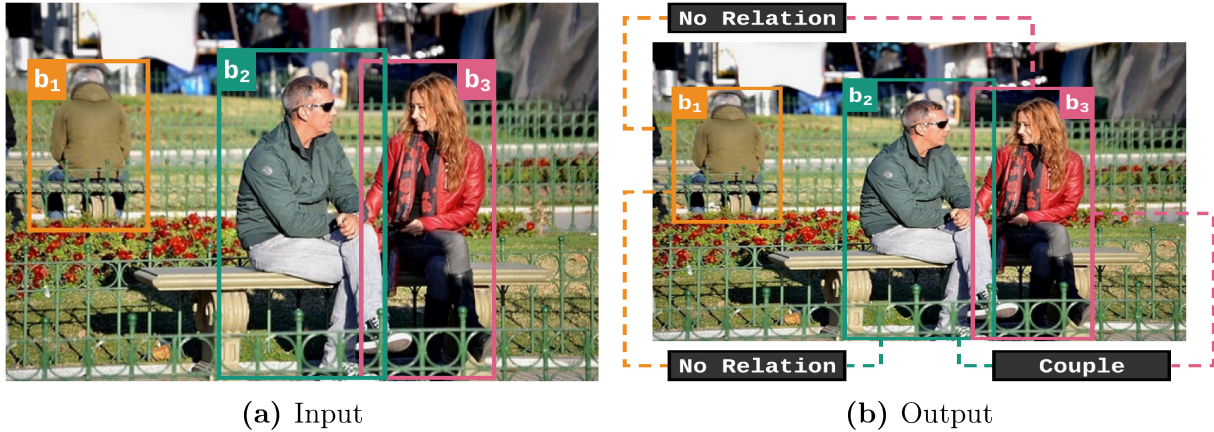 b₁
b₂
b₃
(a) Input
No Relation
b₁
b₂
b₃
No Relation
Couple
(b) Output